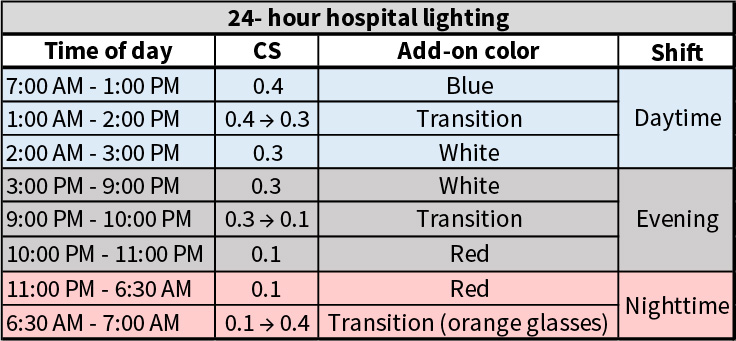 24- hour hospital lighting
Time of day CS Add-on color Shift
7:00 AM - 1:00 PM 0.4 Blue
1:00 AM - 2:00 PM 0.4 → 0.3 Transition Daytime
2:00 AM - 3:00 PM 0.3 White
3:00 PM - 9:00 PM 0.3 White
9:00 PM - 10:00 PM 0.3 → 0.1 Transition Evening
10:00 PM - 11:00 PM 0.1 Red
11:00 PM - 6:30 AM 0.1 Red Nighttime
6:30 AM - 7:00 AM 0.1 → 0.4 Transition (orange glasses)